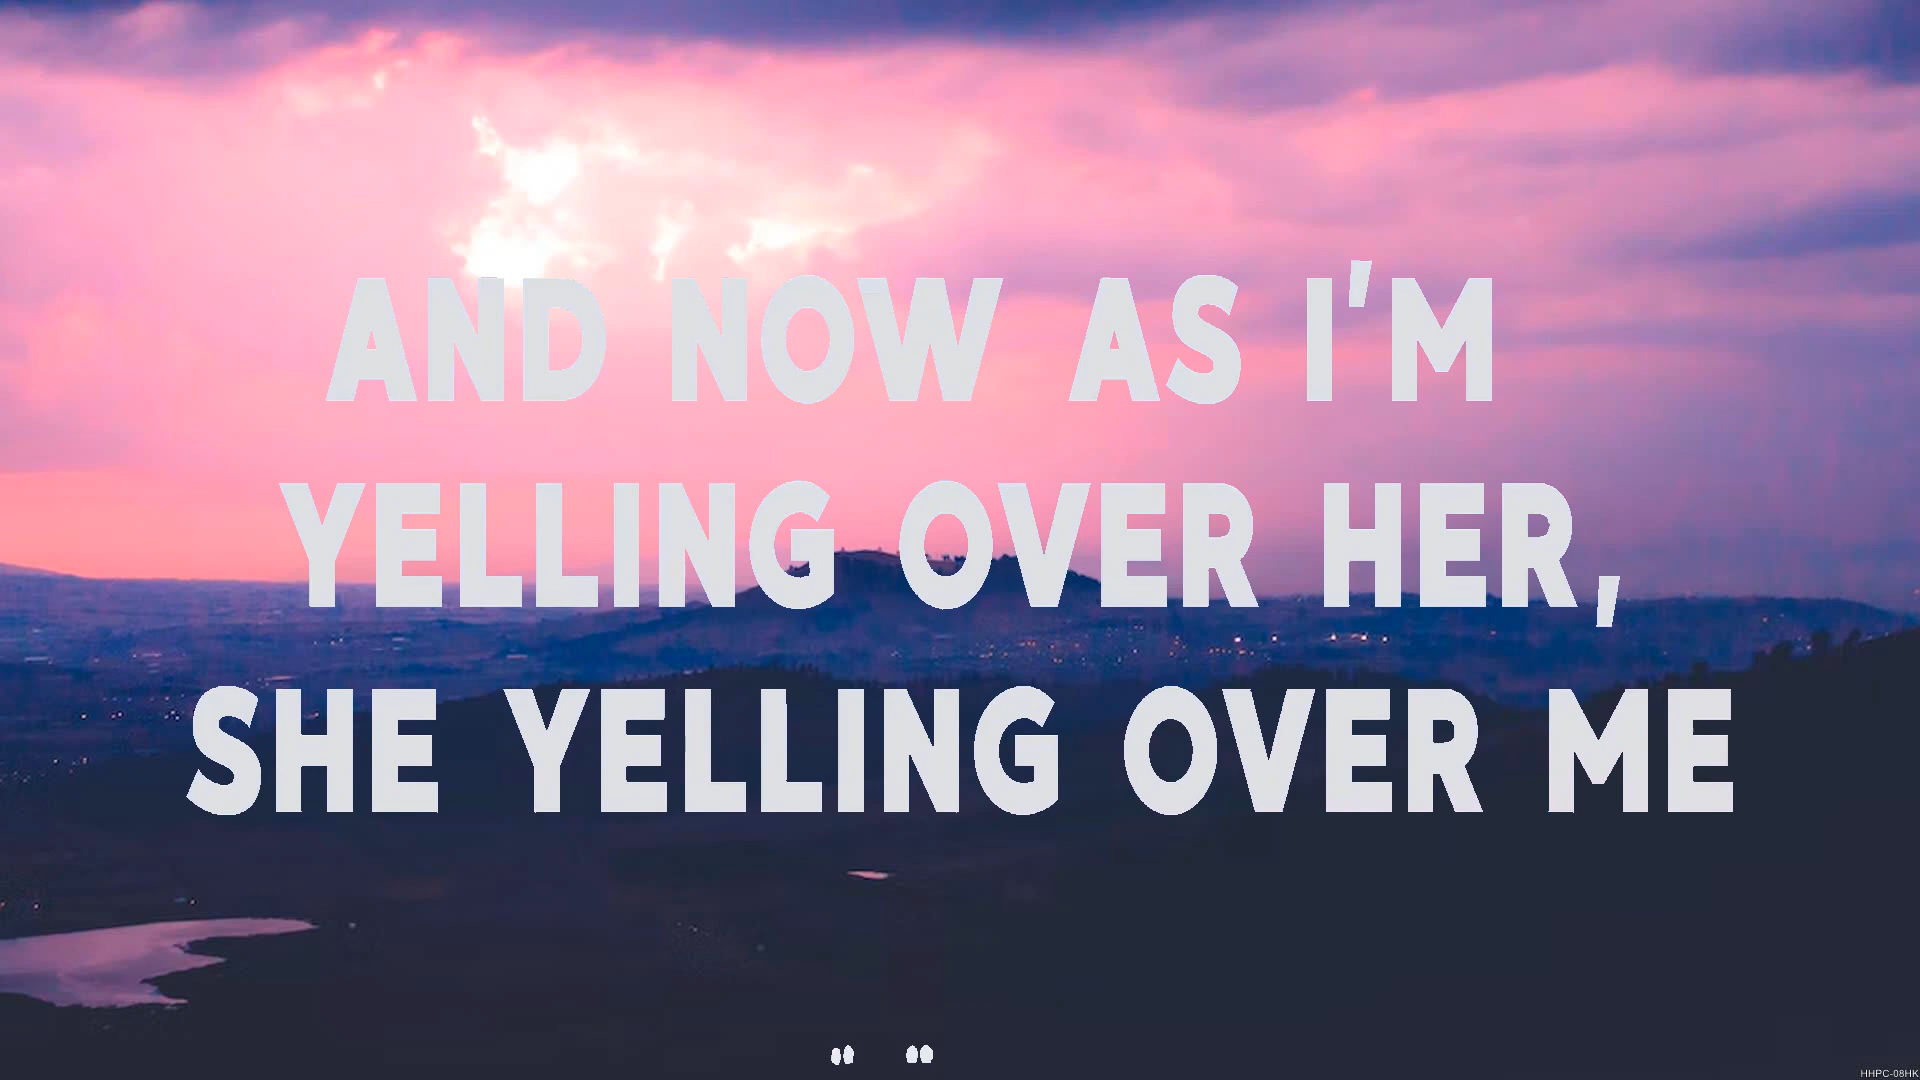 AND NOW AS I'M
YELLING OVER HER,
SHE YELLING OVER ME
" "
HHPC-08HK